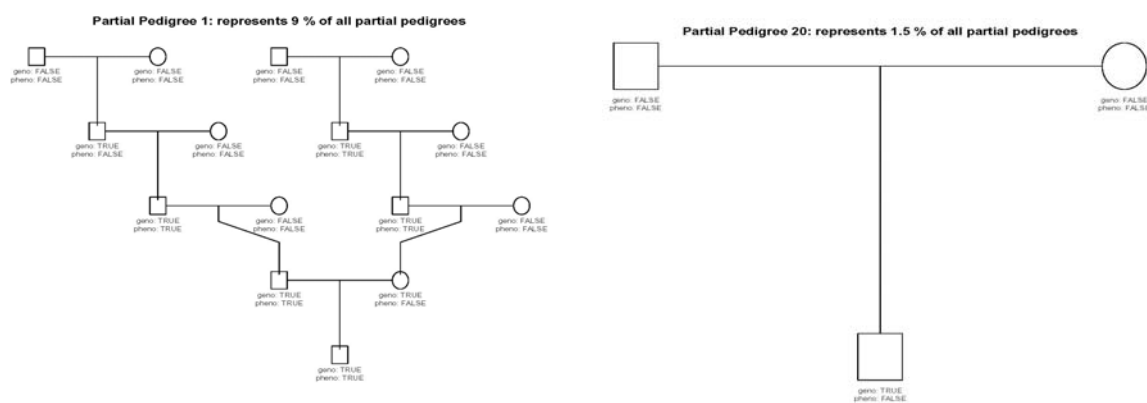 Partial Pedigree 1: represents 9 % of all partial pedigrees
geno: FALSE
pheno: FALSE
geno: FALSE
pheno: FALSE
geno: FALSE
pheno: FALSE
geno: FALSE
pheno: FALSE
geno: TRUE
pheno: FALSE
geno: FALSE
pheno: FALSE
geno: TRUE
pheno: FALSE
geno: FALSE
pheno: FALSE
geno: TRUE
pheno: TRUE
geno: FALSE
pheno: FALSE
geno: TRUE
pheno: TRUE
geno: FALSE
pheno: FALSE
geno: TRUE
pheno: TRUE
geno: TRUE
pheno: FALSE
geno: TRUE
pheno: TRUE
Partial Pedigree 20: represents 1.5 % of all partial pedigrees
geno: FALSE
pheno: FALSE
geno: FALSE
pheno: FALSE
geno: TRUE
pheno: FALSE